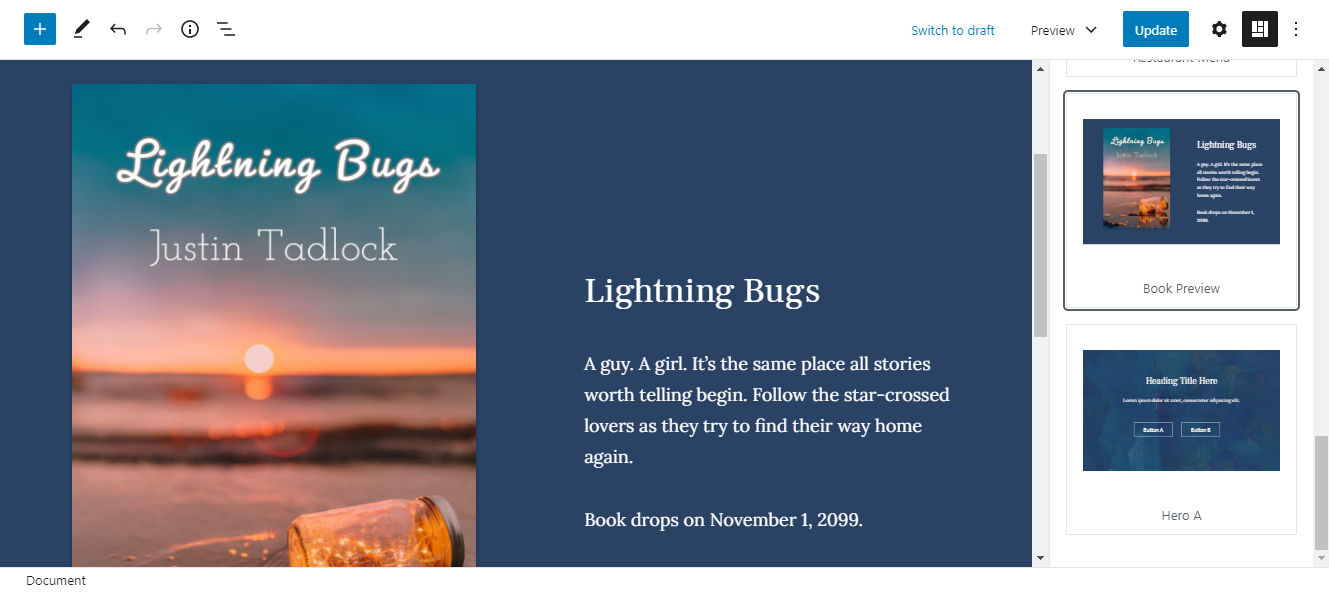 Switch to draft
Preview
Update
Lightning Bugs
Justin Tadlock
Lightning Bugs
A guy. A girl. It’s the same place all stories
worth telling begin. Follow the star-crossed
lovers as they try to find their way home
again.
Book drops on November 1, 2099.
Restaurant Menu
Lightning Bugs
Justin Tadlock
Lightning Bugs
A guy. A girl. It's the same place
all stories worth telling begin.
Follow the star-crossed lovers
as they try to find their way
home again.
Book drops on November 1,
2099.
Book Preview
Heading Title Here
Lorem ipsum dolor sit amet, consectetur adipiscing elit.
Button A
Button B
Hero A
Document